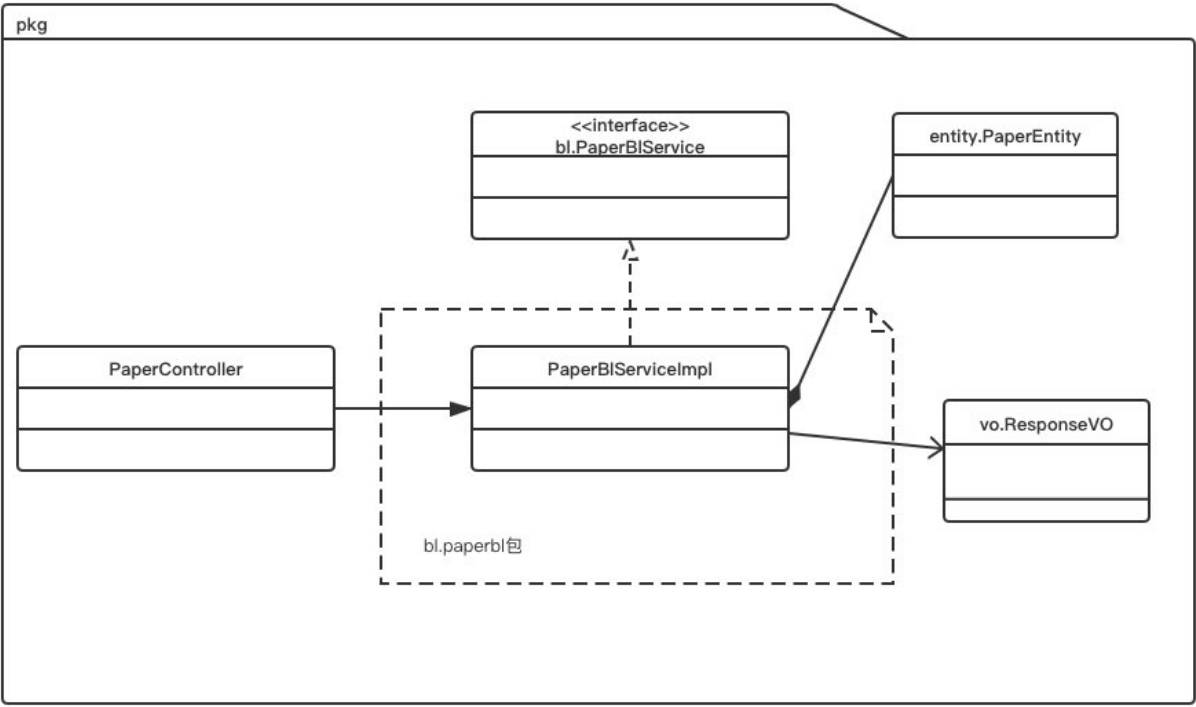 pkg
<<interface>>
bl.PaperBlService
entity.PaperEntity
PaperController
PaperBlServiceImpl
vo.ResponseVO
bl.paperbl包